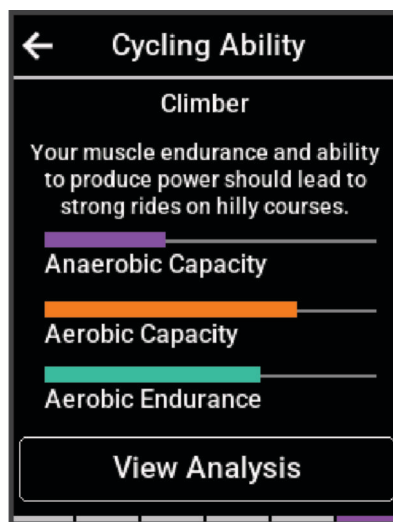 Cycling Ability
Climber
Your muscle endurance and ability
to produce power should lead to
strong rides on hilly courses.
Anaerobic Capacity
Aerobic Capacity
Aerobic Endurance
View Analysis